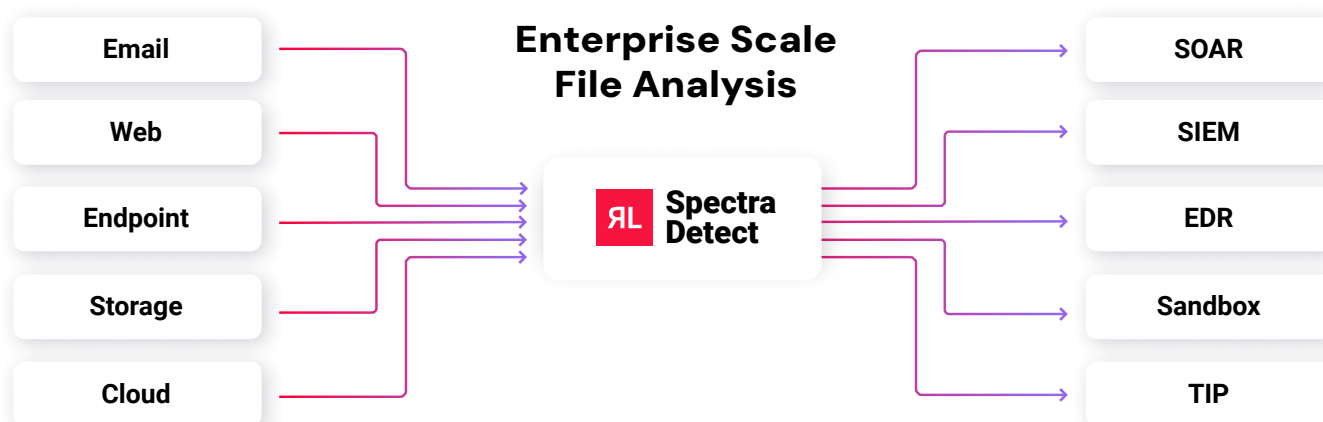 Email
Web
Endpoint
Storage
Cloud
Enterprise Scale
File Analysis
ЯL
Spectra
Detect
SOAR
SIEM
EDR
Sandbox
TIP